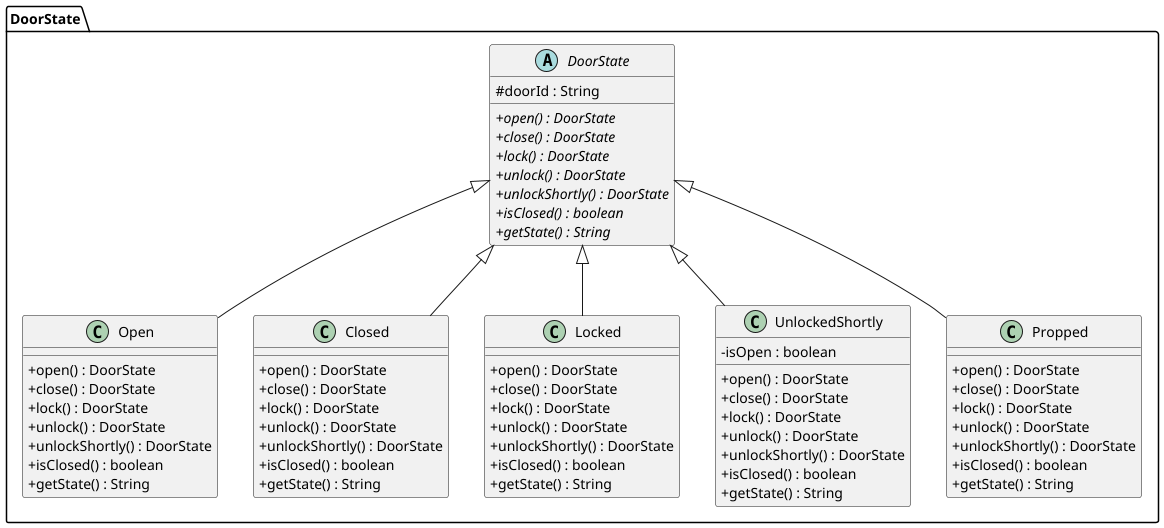 DoorState
A DoorState
#doorId : String
+open() : DoorState
+close() : DoorState
+lock() : DoorState
+unlock() : DoorState
+unlockShortly() : DoorState
+isClosed() : boolean
+getState() : String
C Open
+open() : DoorState
+close() : DoorState
+lock() : DoorState
+unlock() : DoorState
+unlockShortly() : DoorState
+isClosed() : boolean
+getState() : String
C Closed
+open() : DoorState
+close() : DoorState
+lock() : DoorState
+unlock() : DoorState
+unlockShortly() : DoorState
+isClosed() : boolean
+getState() : String
C Locked
+open() : DoorState
+close() : DoorState
+lock() : DoorState
+unlock() : DoorState
+unlockShortly() : DoorState
+isClosed() : boolean
+getState() : String
C UnlockedShortly
-isOpen : boolean
+open() : DoorState
+close() : DoorState
+lock() : DoorState
+unlock() : DoorState
+unlockShortly() : DoorState
+isClosed() : boolean
+getState() : String
C Propped
+open() : DoorState
+close() : DoorState
+lock() : DoorState
+unlock() : DoorState
+unlockShortly() : DoorState
+isClosed() : boolean
+getState() : String